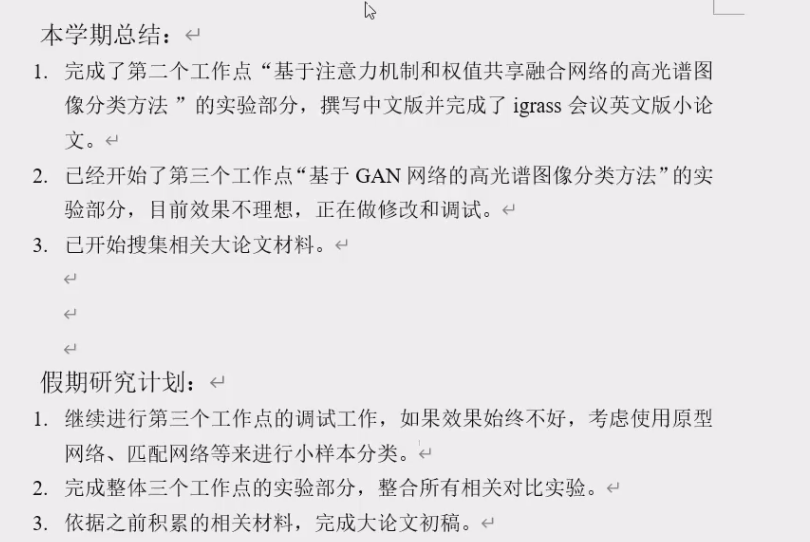 本学期总结：
1. 完成了第二个工作点“基于注意力机制和权值共享融合网络的高光谱图
像分类方法 ”的实验部分，撰写中文版并完成了 igrass 会议英文版小论
文。
2. 已经开始了第三个工作点“基于 GAN 网络的高光谱图像分类方法”的实
验部分，目前效果不理想，正在做修改和调试。
3. 已开始搜集相关大论文材料。
假期研究计划：
1. 继续进行第三个工作点的调试工作，如果效果始终不好，考虑使用原型
网络、匹配网络等来进行小样本分类。
2. 完成整体三个工作点的实验部分，整合所有相关对比实验。
3. 依据之前积累的相关材料，完成大论文初稿。